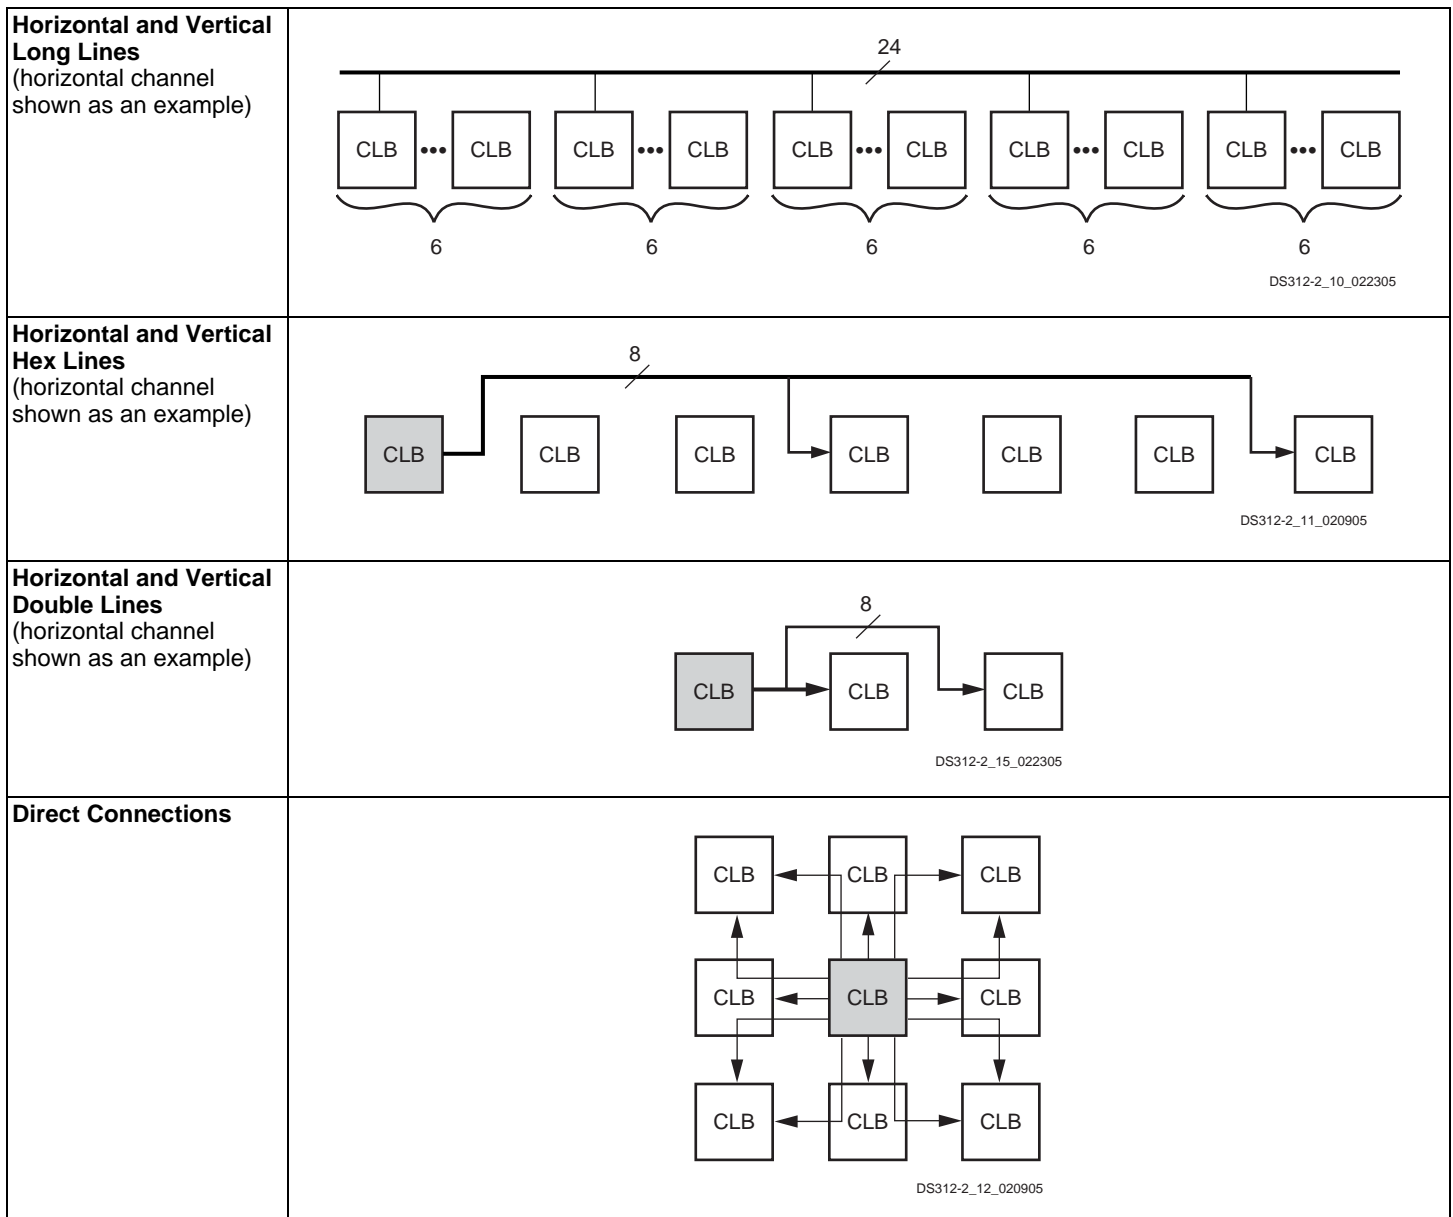 Horizontal and Vertical
Long Lines
(horizontal channel
shown as an example)
24
CLB ••• CLB CLB ••• CLB CLB ••• CLB CLB ••• CLB CLB ••• CLB
6 6 6 6 6
DS312-2_10_022305
Horizontal and Vertical
Hex Lines
(horizontal channel
shown as an example)
8
CLB CLB CLB CLB CLB CLB CLB
DS312-2_11_020905
Horizontal and Vertical
Double Lines
(horizontal channel
shown as an example)
8
CLB CLB CLB
DS312-2_15_022305
Direct Connections
CLB CLB CLB
CLB CLB CLB
CLB CLB CLB
DS312-2_12_020905